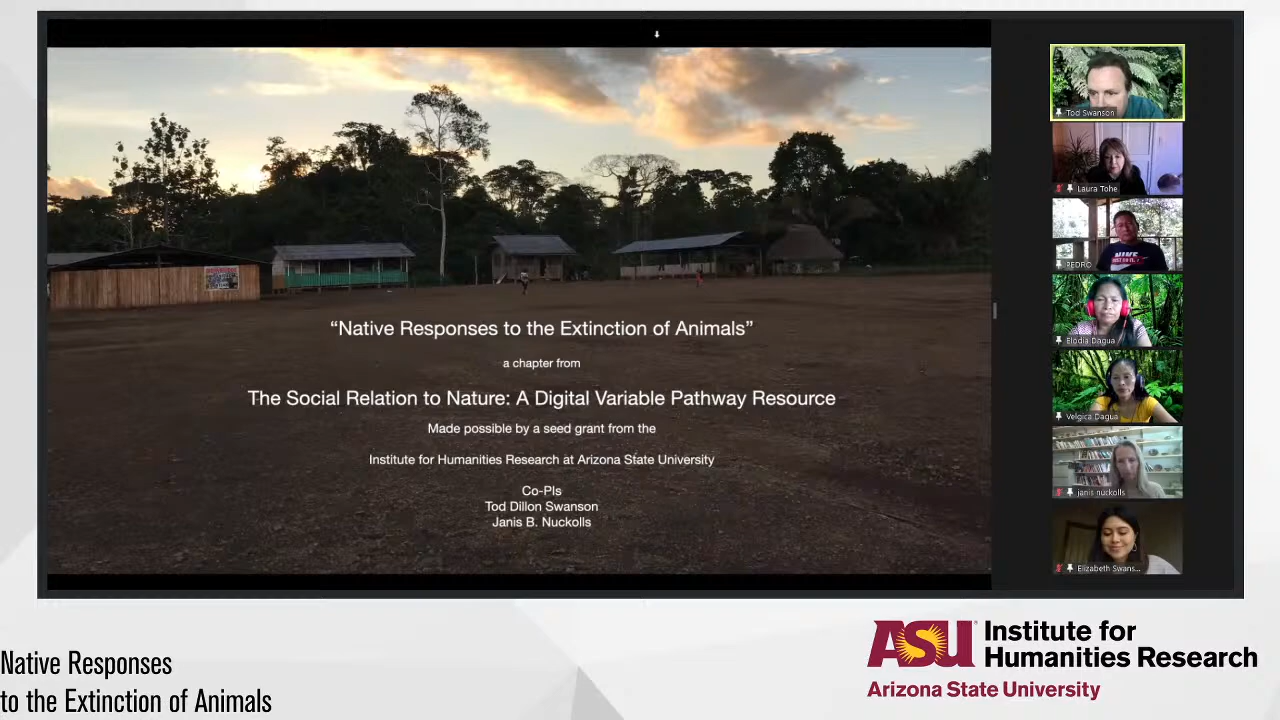 “Native Responses to the Extinction of Animals”
a chapter from
The Social Relation to Nature: A Digital Variable Pathway Resource
Made possible by a seed grant from the
Institute for Humanities Research at Arizona State University
Co-PIs
Tod Dillon Swanson
Janis B. Nuckolls
Tod Swanson
Laura Tohe
PEDRO
NIKE
Elodia Dagua
Velgica Dagua
janis nuckolls
Elizabeth Swans...
Native Responses
to the Extinction of Animals
ASU Institute for
Humanities Research
Arizona State University